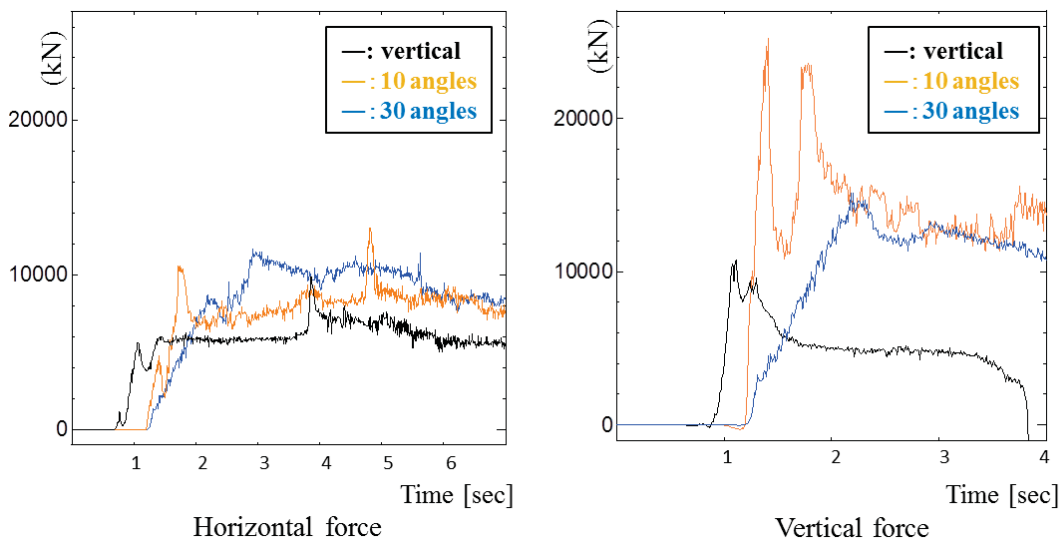 (kN)
: vertical
: 10 angles
: 30 angles
20000
10000
0
1 2 3 4 5 6
Time [sec]
Horizontal force
(kN)
: vertical
: 10 angles
: 30 angles
20000
10000
0
1 2 3 4
Time [sec]
Vertical force